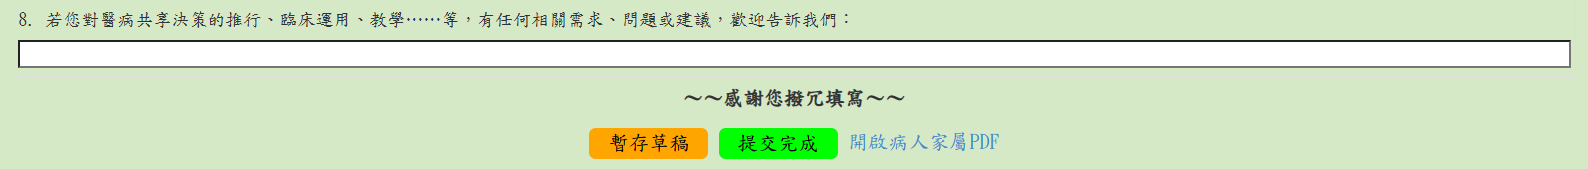 8. 若您對醫病共享決策的推行、臨床運用、教學……等，有任何相關需求、問題或建議，歡迎告訴我們：
～～感謝您撥冗填寫～～
暫存草稿 提交完成 開啟病人家屬PDF